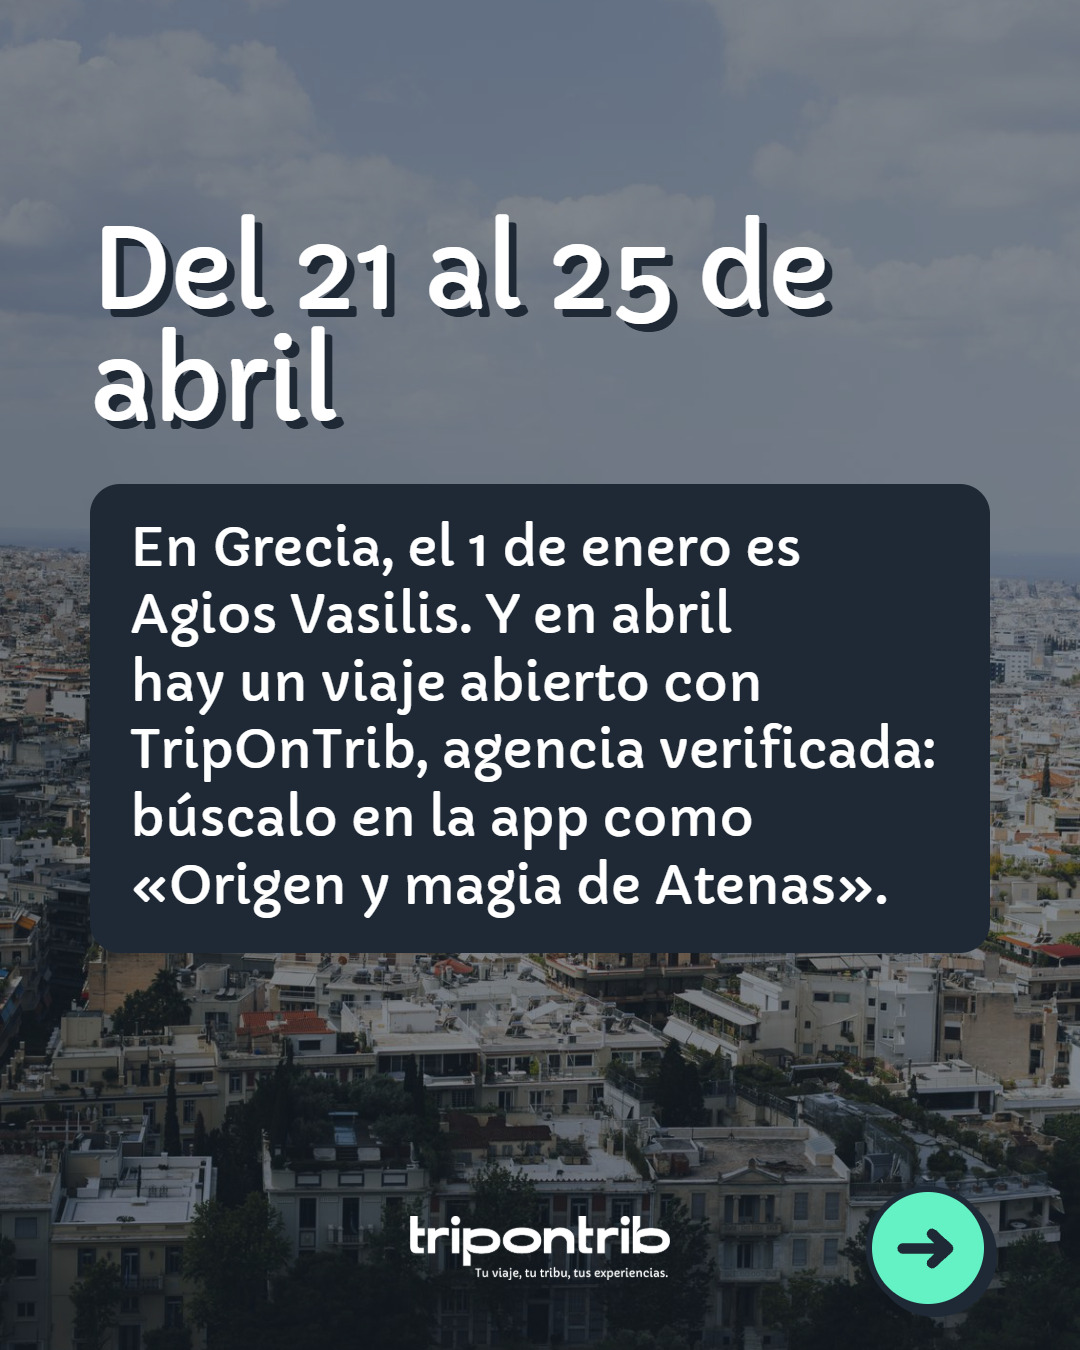 Del 21 al 25 de
abril
En Grecia, el 1 de enero es
Agios Vasilis. Y en abril
hay un viaje abierto con
TripOnTrib, agencia verificada:
búscalo en la app como
«Origen y magia de Atenas».
tripontrib
Tu viaje, tu tribu, tus experiencias.